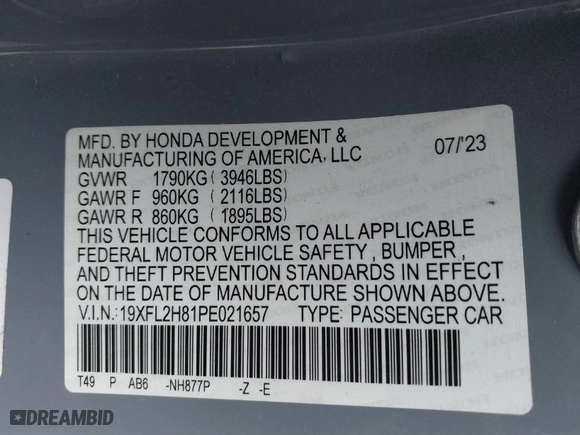 MFD. BY HONDA DEVELOPMENT &
MANUFACTURING OF AMERICA, LLC 07/'23
GVWR 1790KG ( 3946LBS)
GAWR F 960KG ( 2116LBS)
GAWR R 860KG ( 1895LBS)
THIS VEHICLE CONFORMS TO ALL APPLICABLE
FEDERAL MOTOR VEHICLE SAFETY , BUMPER ,
AND THEFT PREVENTION STANDARDS IN EFFECT
ON THE DATE OF MANUFACTURE SHOWN ABOVE.
V.I.N.:19XFL2H81PE021657 TYPE: PASSENGER CAR
T49 P AB6 -NH877P -Z -E
DREAMBID